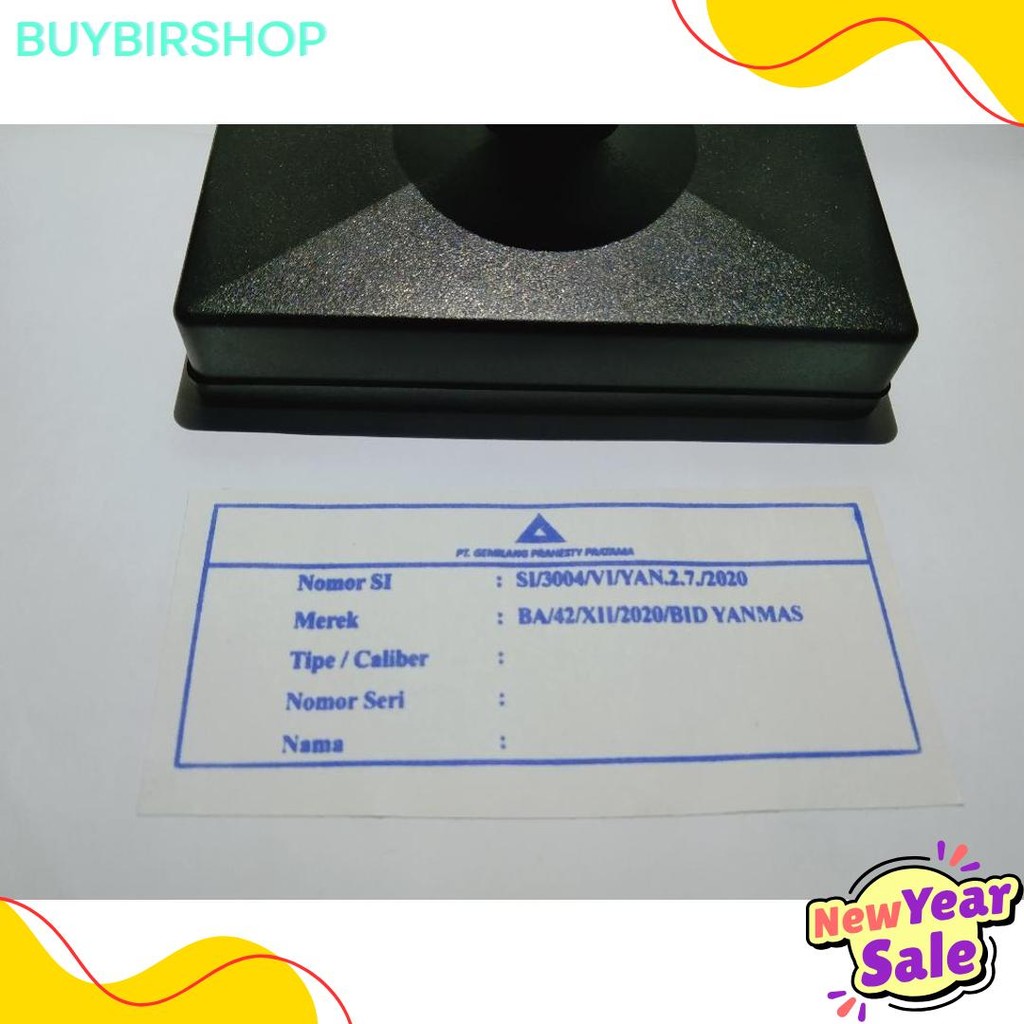 BUYBIRSHOP
PT. GEMILANG PRAHESTY PRATAMA
Nomor SI : SI/3004/VI/YAN.2.7./2020
Merek : BA/42/XII/2020/BID YANMAS
Tipe / Caliber :
Nomor Seri :
Nama :
New Year
Sale